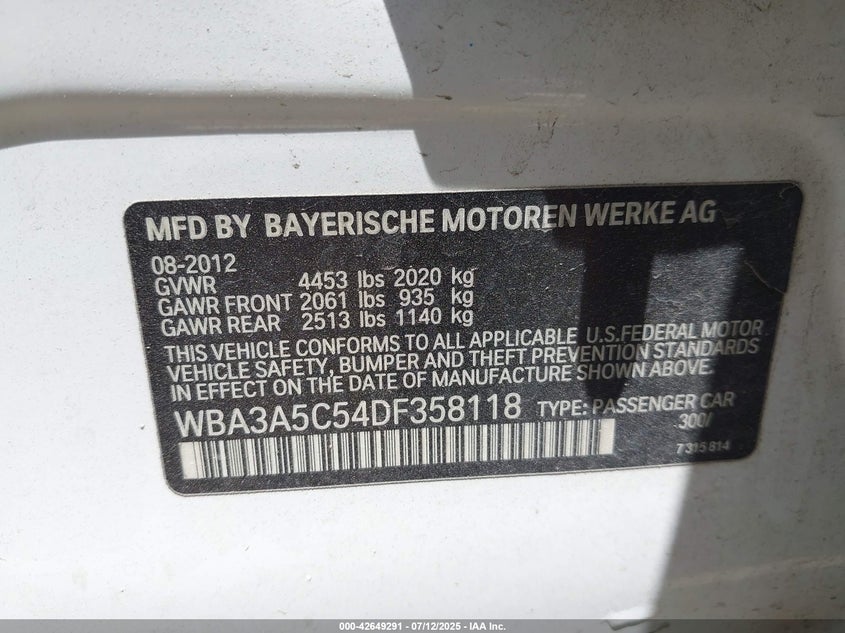 MFD BY BAYERISCHE MOTOREN WERKE AG
08-2012
GVWR 4453 lbs 2020 kg
GAWR FRONT 2061 lbs 935 kg
GAWR REAR 2513 lbs 1140 kg
THIS VEHICLE CONFORMS TO ALL APPLICABLE U.S.FEDERAL MOTOR
VEHICLE SAFETY, BUMPER AND THEFT PREVENTION STANDARDS
IN EFFECT ON THE DATE OF MANUFACTURE SHOWN ABOVE.
WBA3A5C54DF358118 TYPE: PASSENGER CAR
300/
7315814
000-42649291 - 07/12/2025 - IAA Inc.